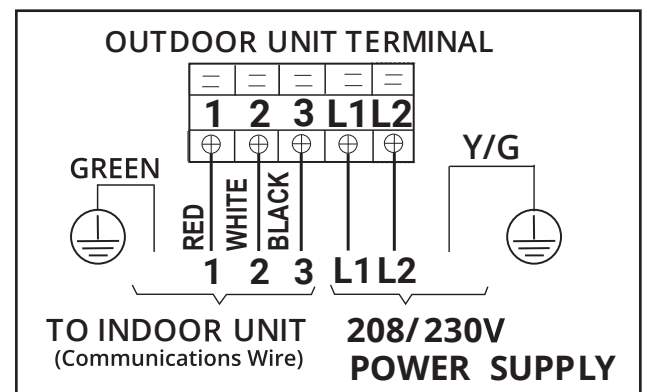 OUTDOOR UNIT TERMINAL
1 2 3 L1 L2
GREEN
Y/G
RED
WHITE
BLACK
1 2 3 L1 L2
TO INDOOR UNIT
(Communications Wire)
208/230V
POWER SUPPLY